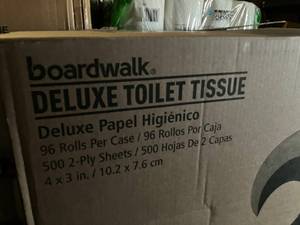 boardwalk®
DELUXE TOILET TISSUE
Deluxe Papel Higiénico
96 Rolls Per Case / 96 Rollos Por Caja
500 2-Ply Sheets / 500 Hojas De 2 Capas
4 x 3 in. / 10.2 x 7.6 cm